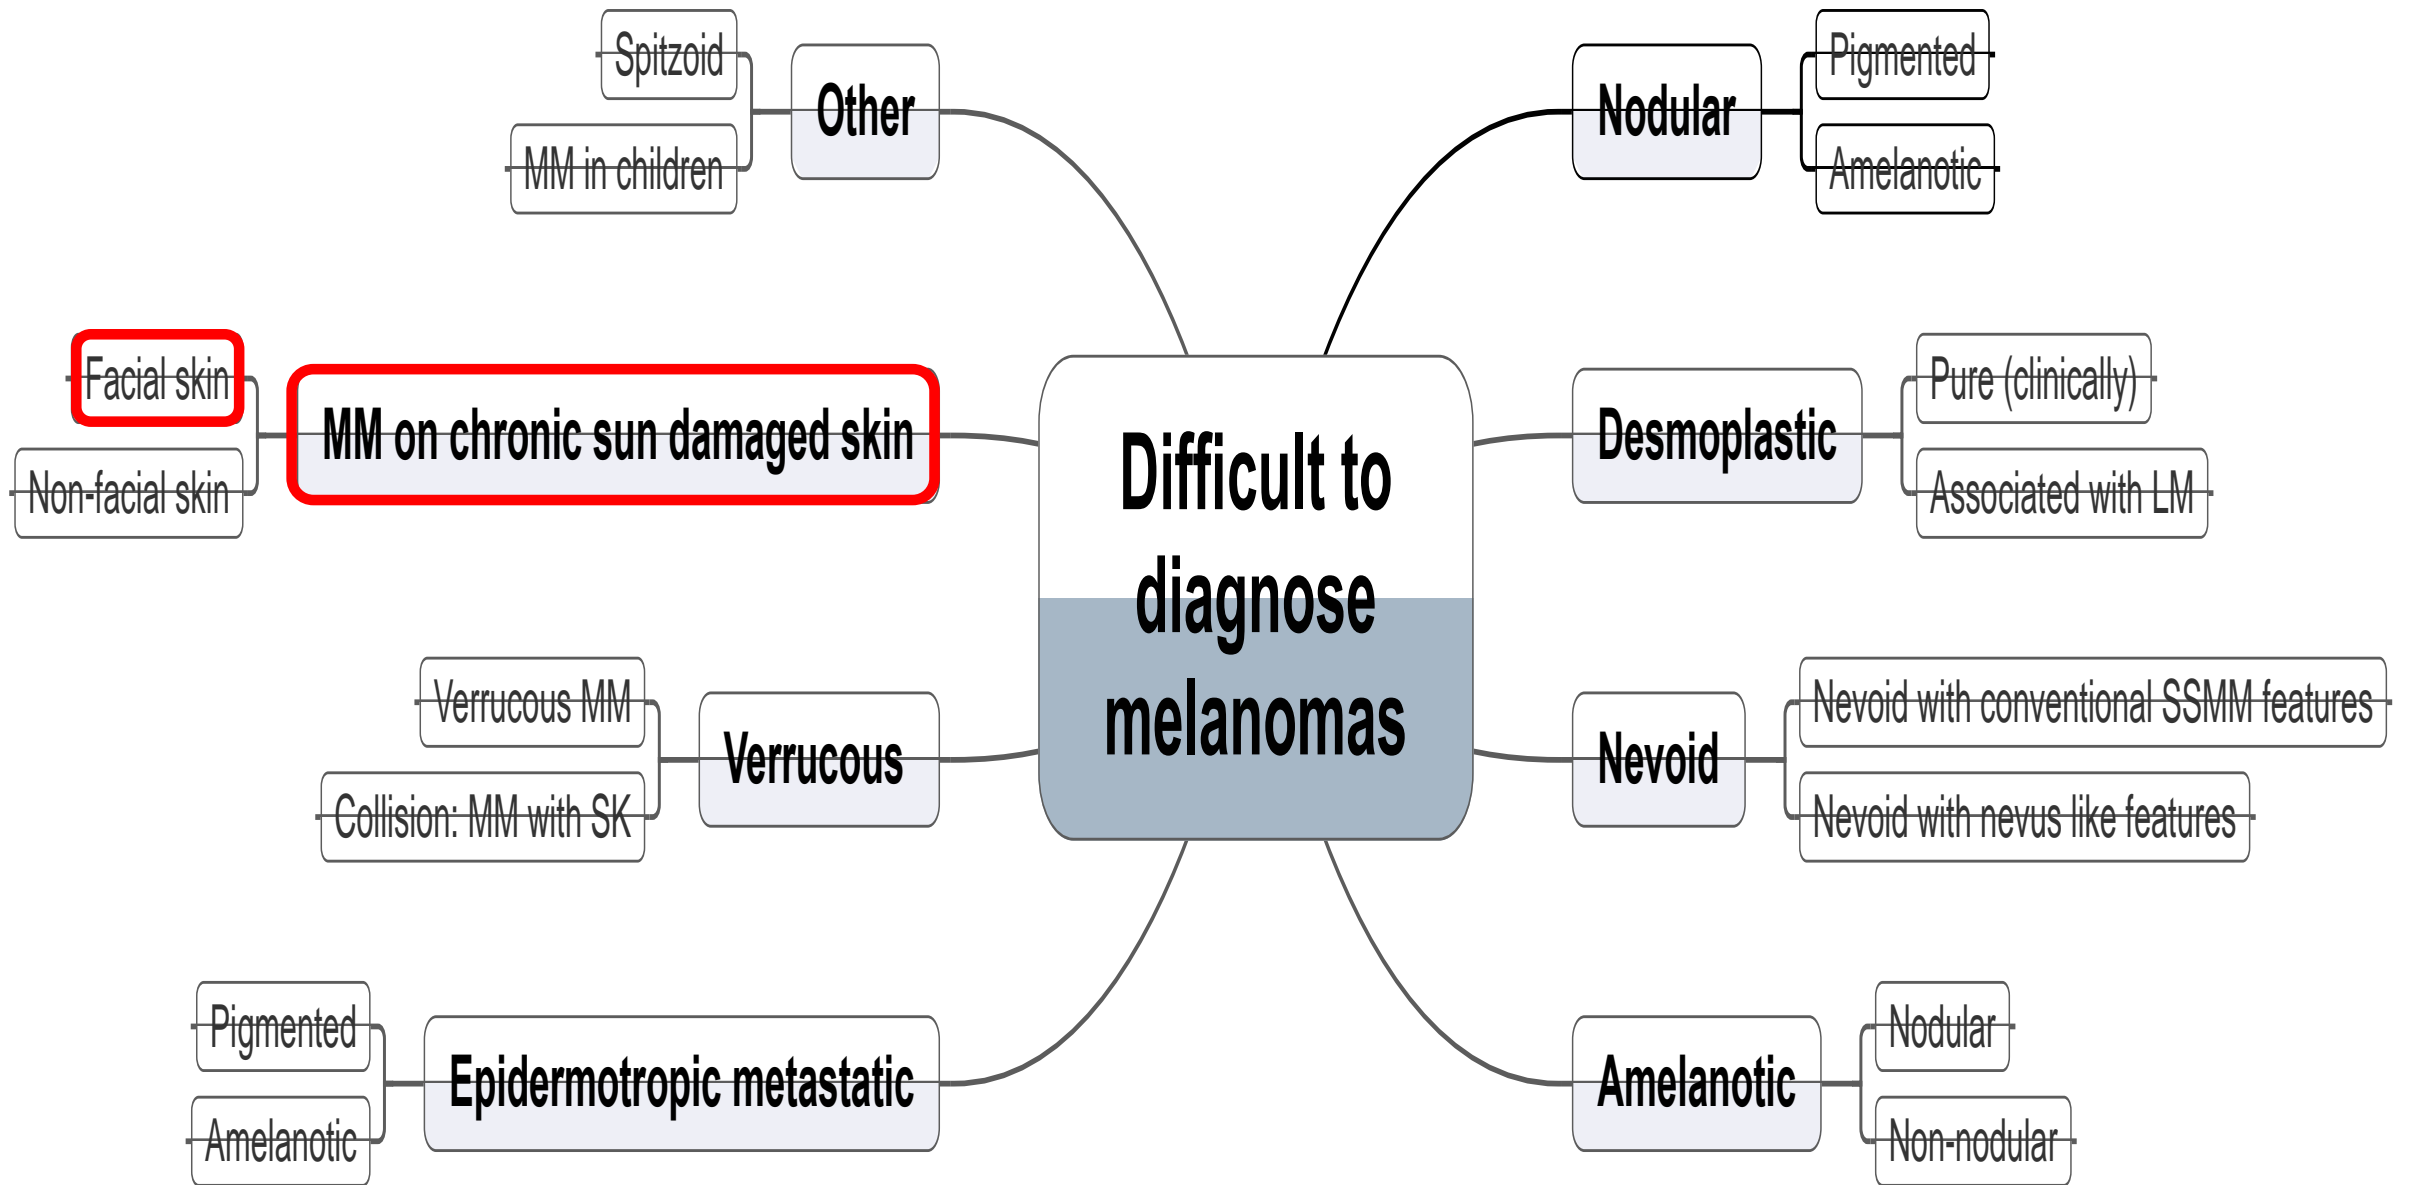 Difficult to
diagnose
melanomas
Other
Spitzoid
MM in children
MM on chronic sun damaged skin
Facial skin
Non-facial skin
Verrucous
Verrucous MM
Collision: MM with SK
Epidermotropic metastatic
Pigmented
Amelanotic
Nodular
Pigmented
Amelanotic
Desmoplastic
Pure (clinically)
Associated with LM
Nevoid
Nevoid with conventional SSMM features
Nevoid with nevus like features
Amelanotic
Nodular
Non-nodular